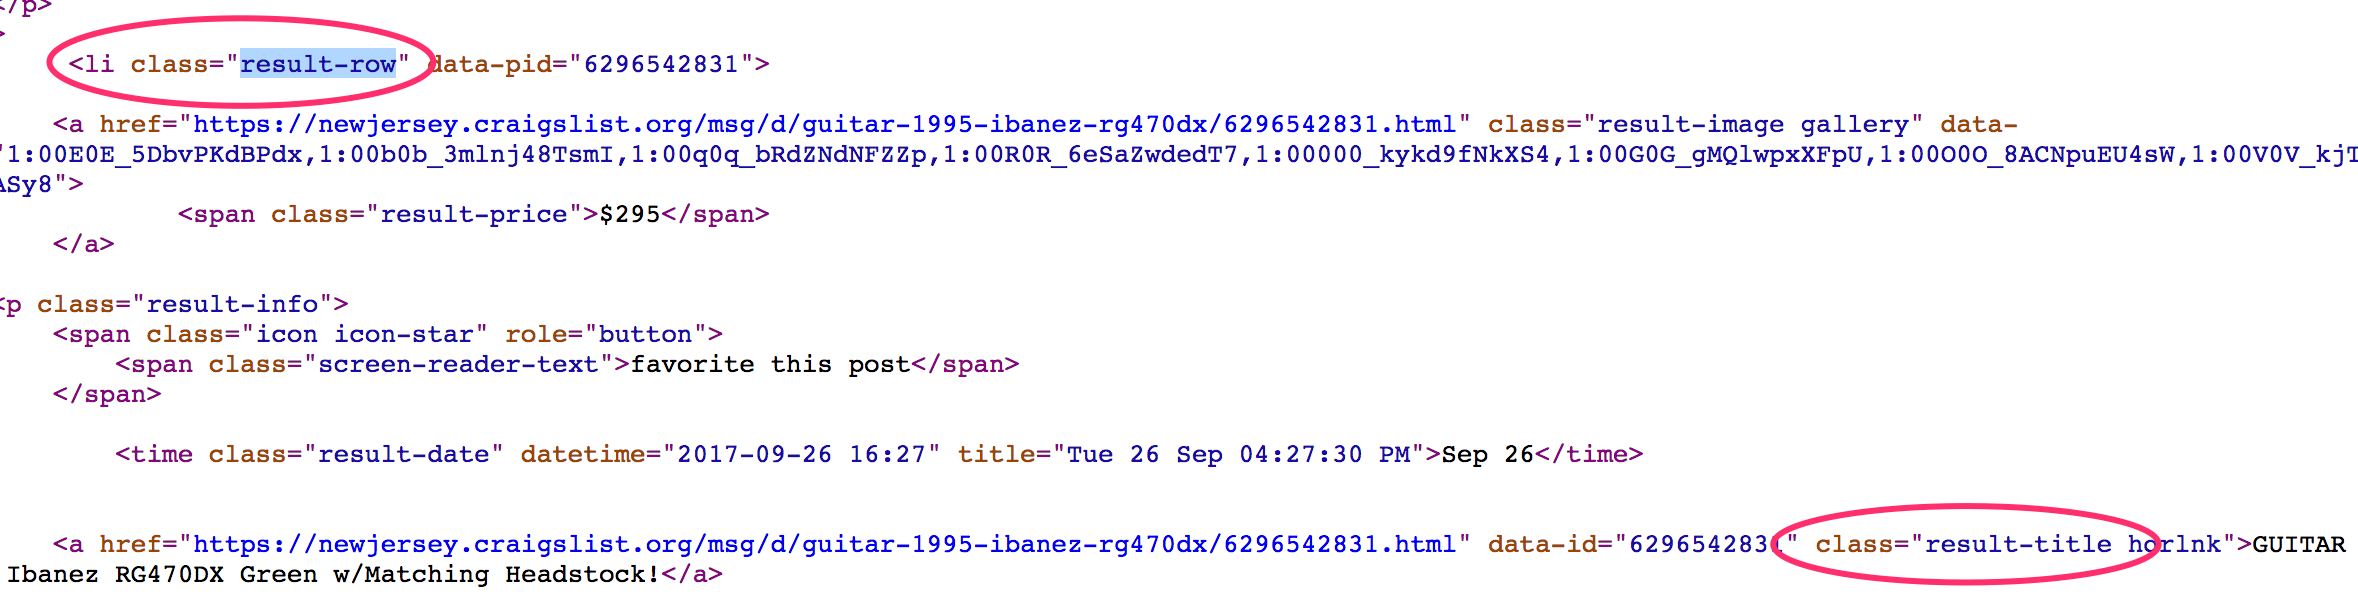 </p>
>
<li class="result-row" data-pid="6296542831">
<a href="https://newjersey.craigslist.org/msg/d/guitar-1995-ibanez-rg470dx/6296542831.html" class="result-image gallery" data-
"1:00E0E_5DbvPKdBPdx,1:00b0b_3mlnj48TsmI,1:00q0q_bRdZNdNFZZp,1:00R0R_6eSaZwdedT7,1:00000_kykd9fNkXS4,1:00G0G_gMQlwpxXFpU,1:00O0O_8ACNpuEU4sW,1:00V0V_kjT
ASy8">
<span class="result-price">$295</span>
</a>
<p class="result-info">
<span class="icon icon-star" role="button">
<span class="screen-reader-text">favorite this post</span>
</span>
<time class="result-date" datetime="2017-09-26 16:27" title="Tue 26 Sep 04:27:30 PM">Sep 26</time>
<a href="https://newjersey.craigslist.org/msg/d/guitar-1995-ibanez-rg470dx/6296542831.html" data-id="6296542831" class="result-title hdrlnk">GUITAR
Ibanez RG470DX Green w/Matching Headstock!</a>